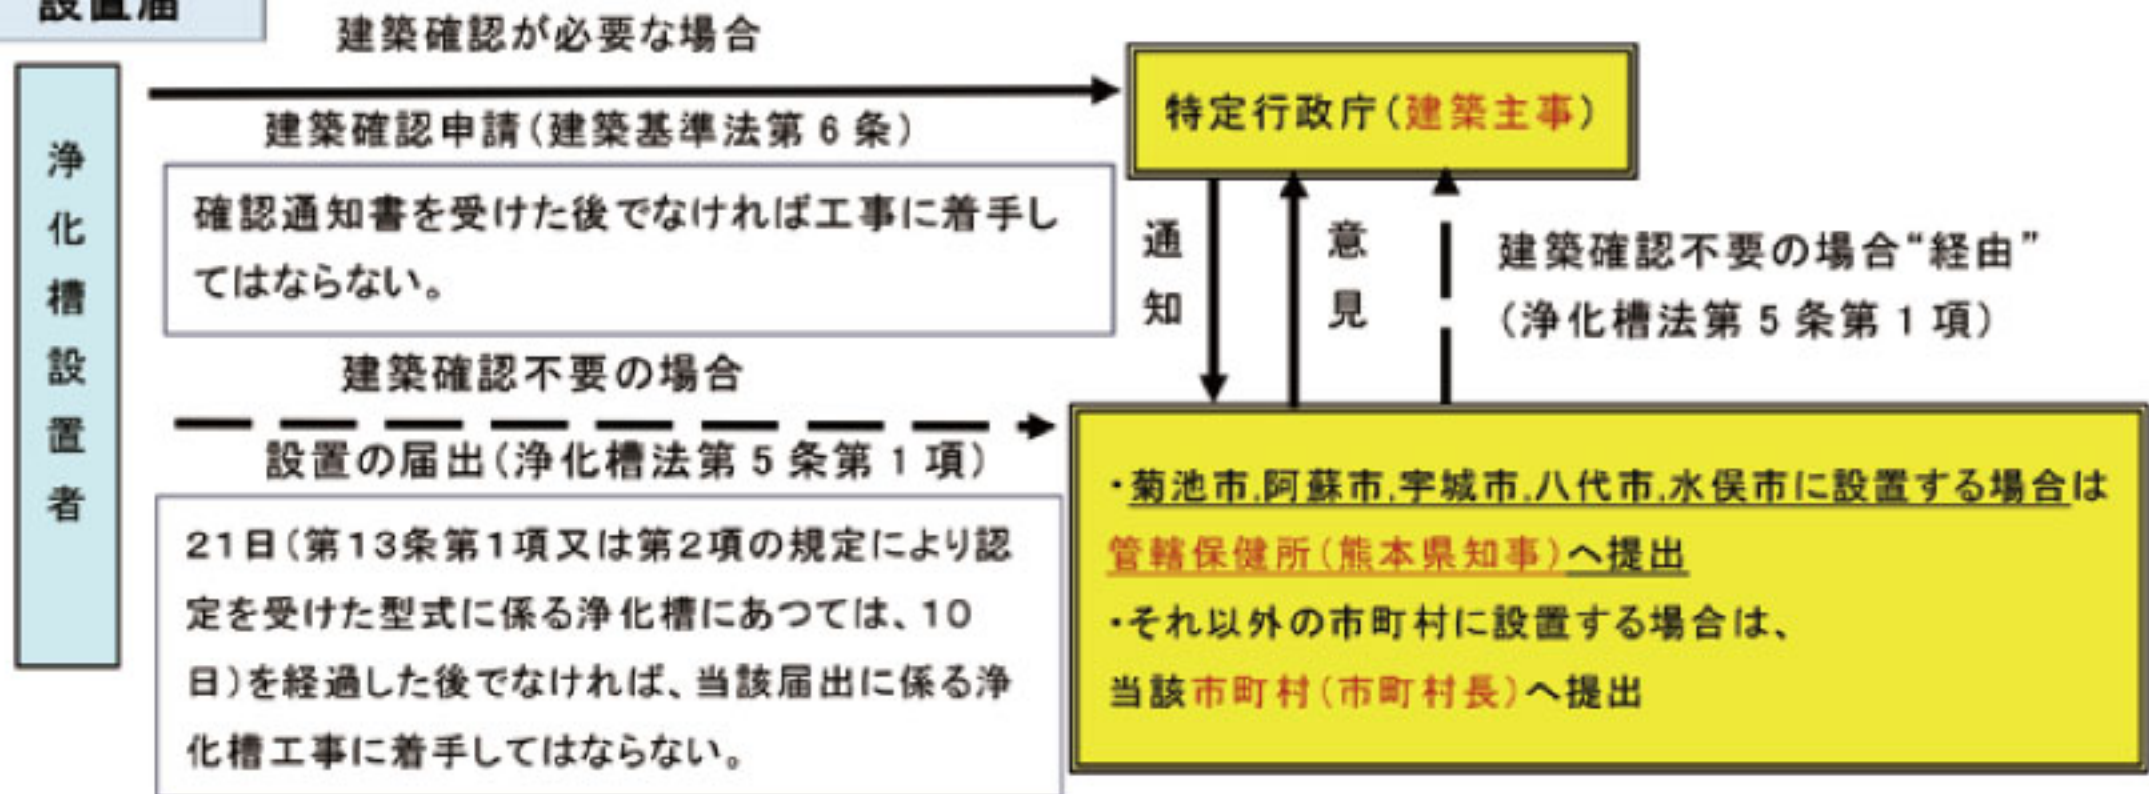 設置届
建築確認が必要な場合
浄化槽設置者
建築確認申請(建築基準法第6条)
特定行政庁(建築主事)
確認通知書を受けた後でなければ工事に着手し
てはならない。
通知
意見
建築確認不要の場合“経由”
(浄化槽法第5条第1項)
建築確認不要の場合
設置の届出(浄化槽法第5条第1項)
21日(第13条第1項又は第2項の規定により認
定を受けた型式に係る浄化槽にあつては、10
日)を経過した後でなければ、当該届出に係る浄
化槽工事に着手してはならない。
・菊池市,阿蘇市,宇城市,八代市,水俣市に設置する場合は
管轄保健所(熊本県知事)へ提出
・それ以外の市町村に設置する場合は、
当該市町村(市町村長)へ提出